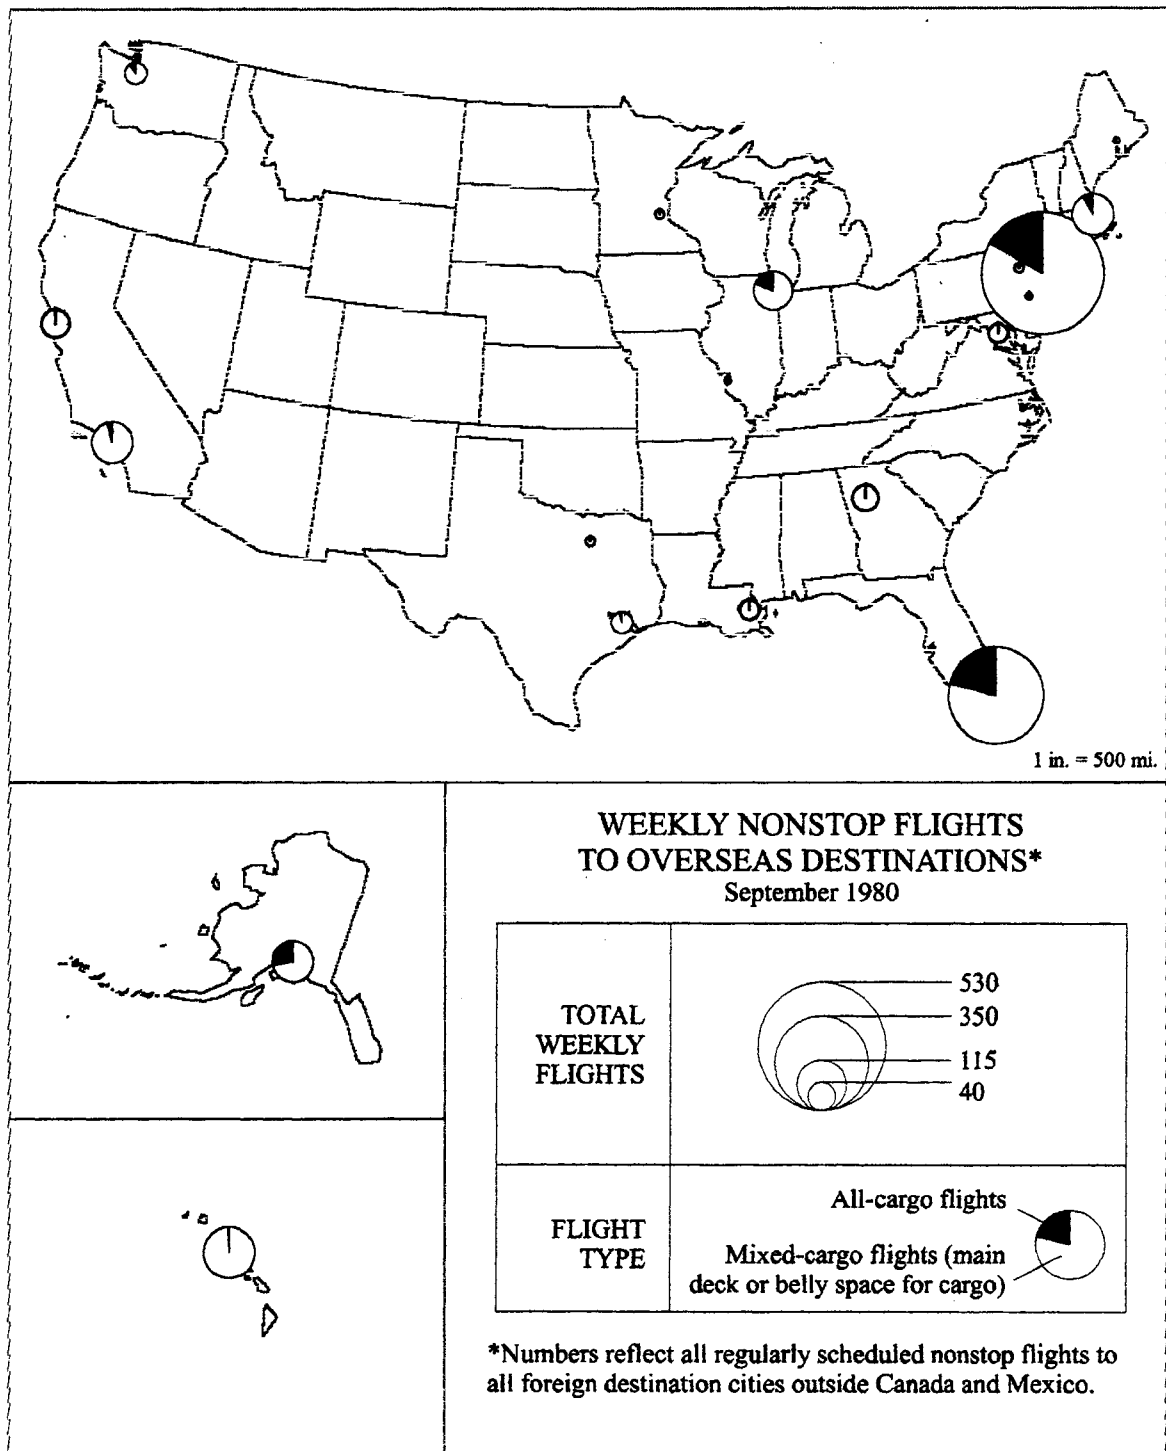 1 in. = 500 mi.
WEEKLY NONSTOP FLIGHTS
TO OVERSEAS DESTINATIONS*
September 1980
TOTAL
WEEKLY
FLIGHTS
530
350
115
40
FLIGHT
TYPE
All-cargo flights
Mixed-cargo flights (main
deck or belly space for cargo)
*Numbers reflect all regularly scheduled nonstop flights to
all foreign destination cities outside Canada and Mexico.